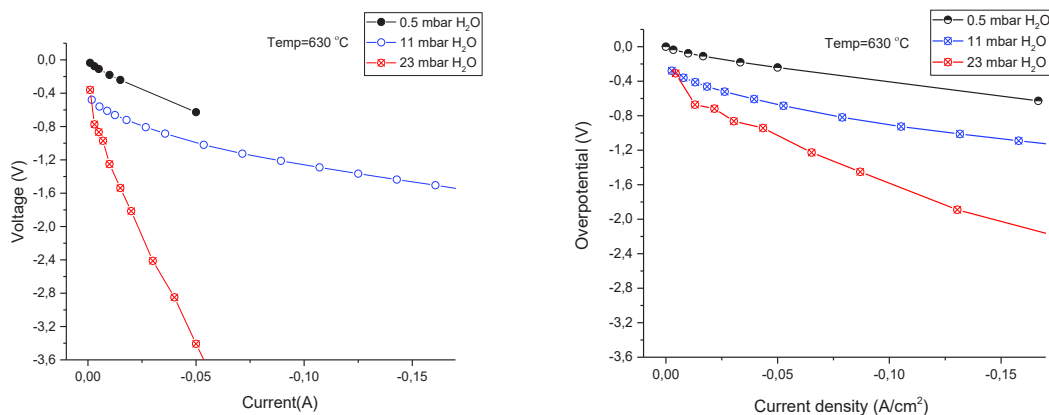 0.5 mbar H₂O
11 mbar H₂O
23 mbar H₂O
Temp=630 °C
0,0
-0.4
-0.8
-1.2
-1.6
-2.0
-2.4
-2.8
-3.2
-3.6
Voltage (V)
0,00
-0,05
-0,10
-0,15
Current(A)
0.5 mbar H₂O
11 mbar H₂O
23 mbar H₂O
Temp=630 °C
0,0
-0,4
-0,8
-1,2
-1,6
-2,0
-2,4
-2,8
-3,2
-3,6
Overpotential (V)
0,00
-0,05
-0,10
-0,15
Current density (A/cm²)